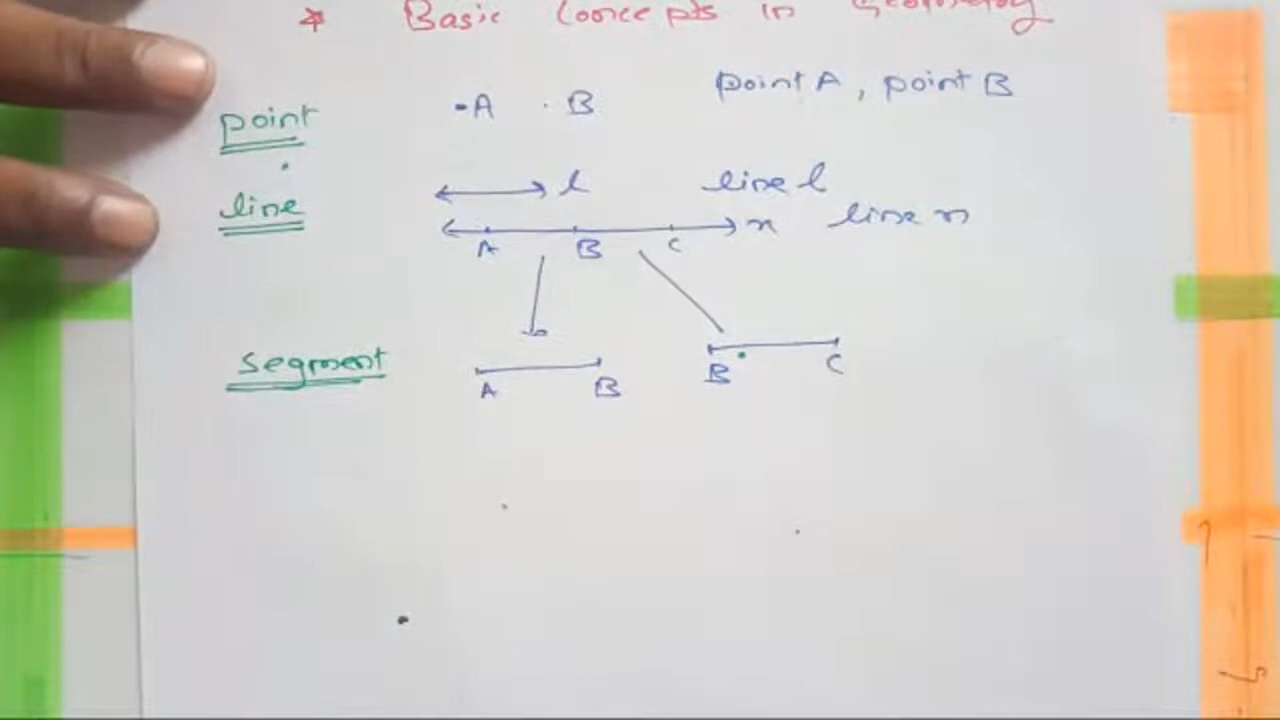 * Basic Concepts in Geometry
point .A .B point A, point B
line l line l
A B C n line n
segment A B B C